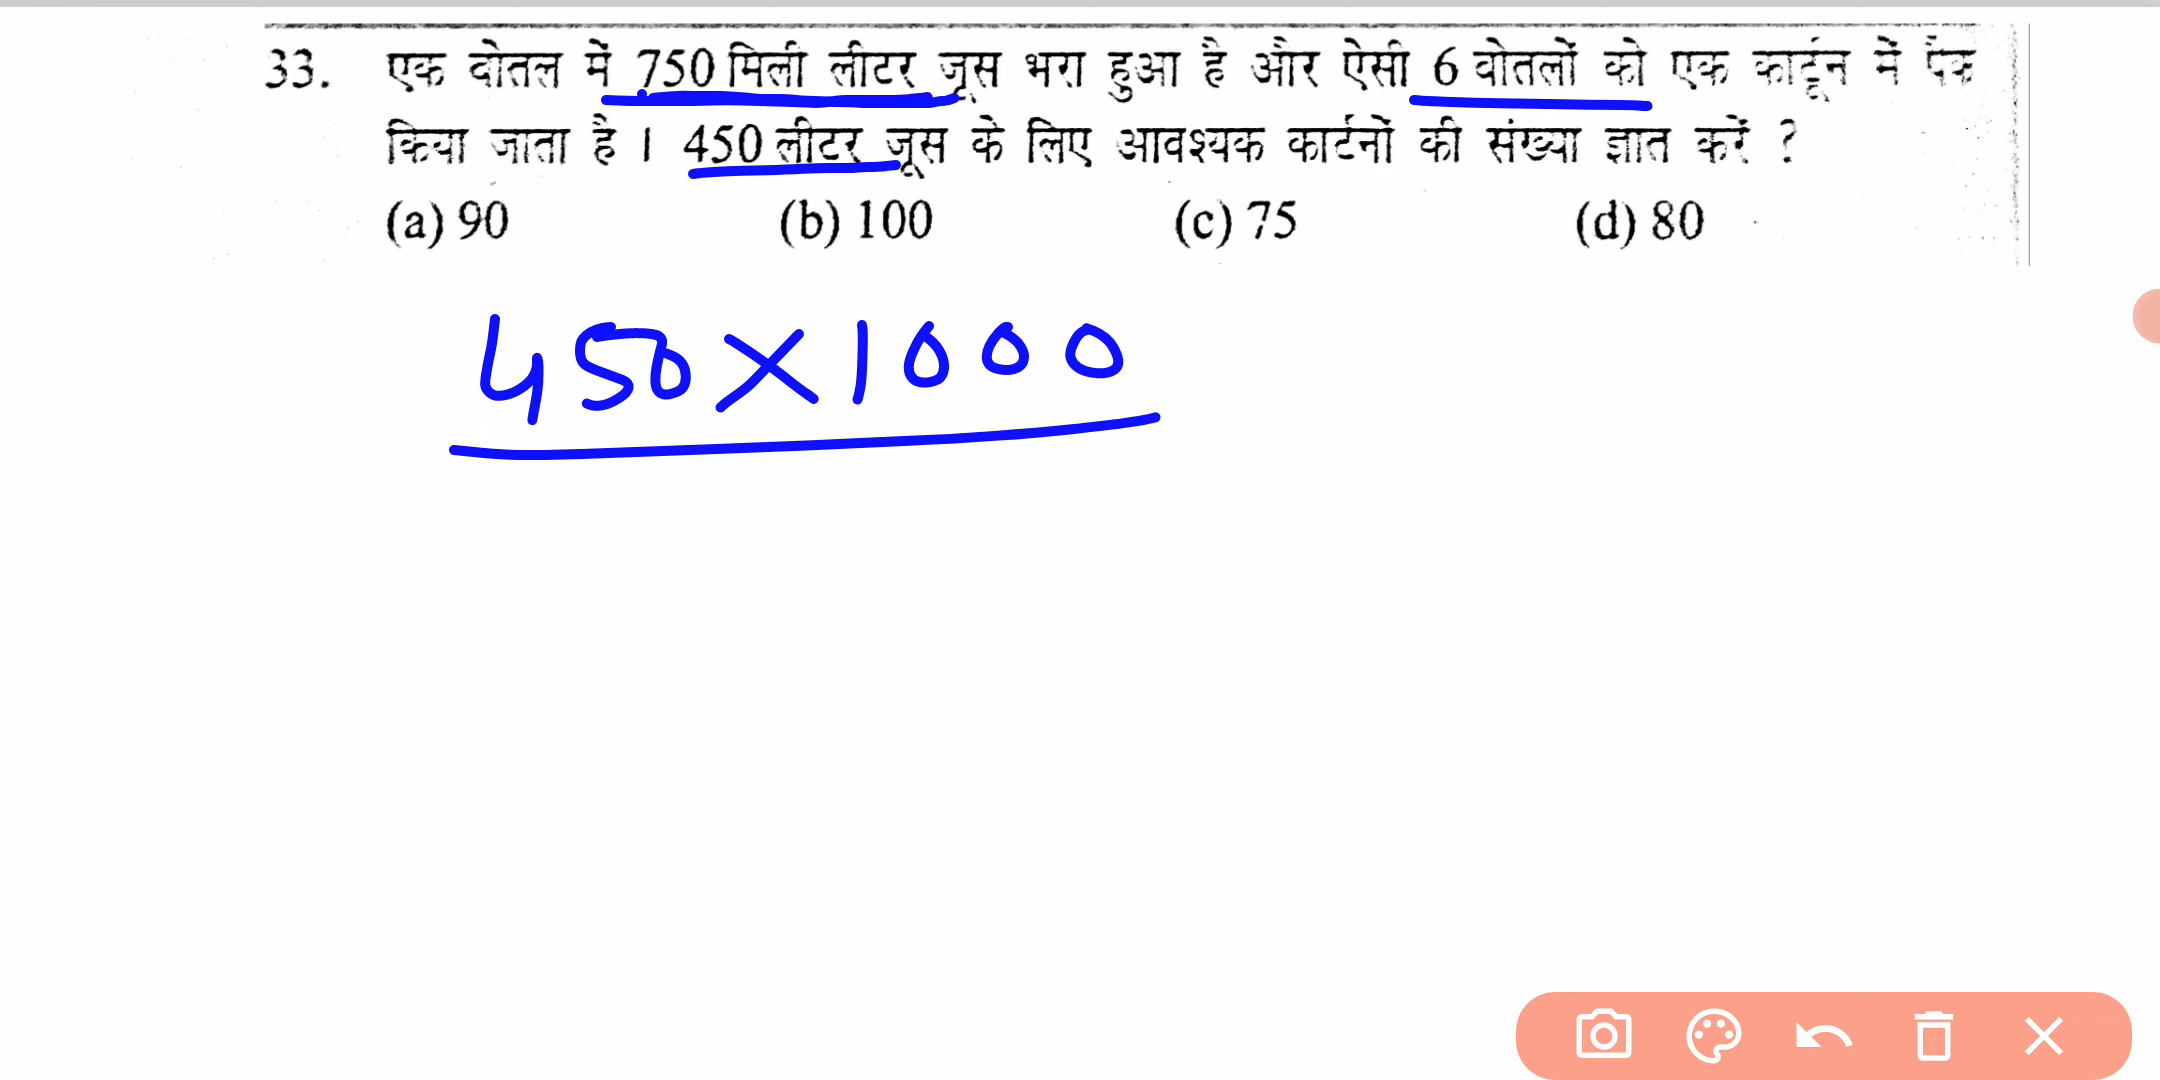 33. एक बोतल में 750 मिली लीटर जूस भरा हुआ है और ऐसी 6 बोतलों को एक कार्टून में पैक
किया जाता है । 450 लीटर जूस के लिए आवश्यक कार्टनों की संख्या ज्ञात करें ?
(a) 90 (b) 100 (c) 75 (d) 80
450×1000